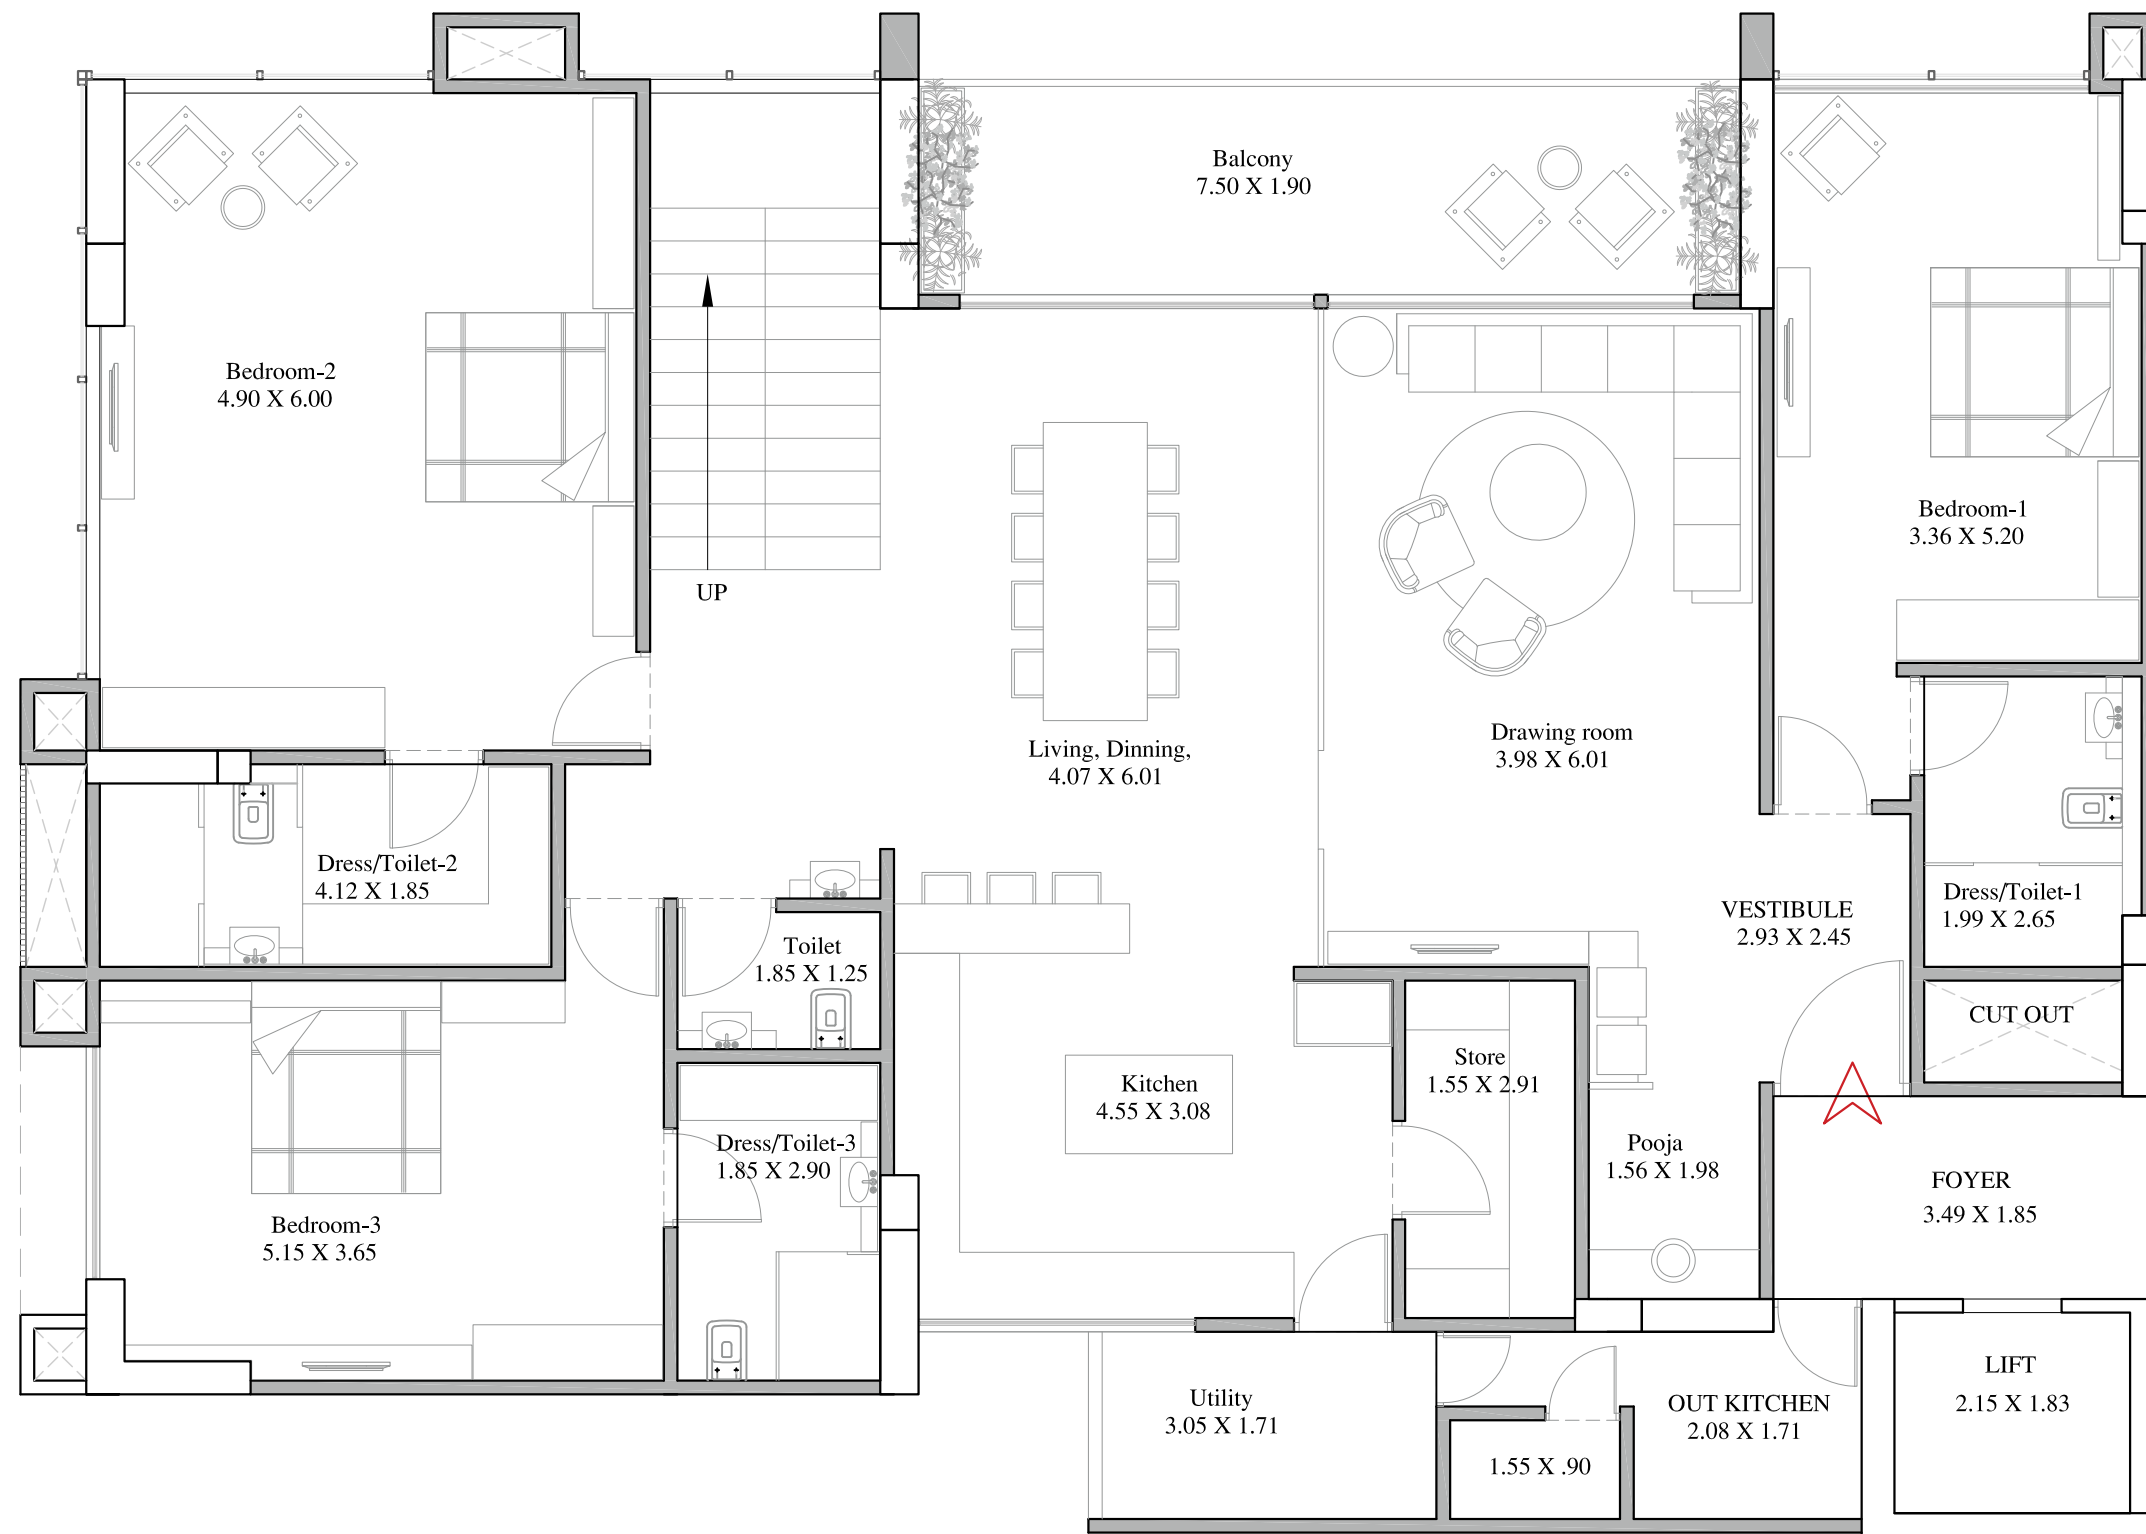 Balcony
7.50 X 1.90
Bedroom-2
4.90 X 6.00
UP
Bedroom-1
3.36 X 5.20
Living, Dinning,
4.07 X 6.01
Drawing room
3.98 X 6.01
Dress/Toilet-2
4.12 X 1.85
Toilet
1.85 X 1.25
VESTIBULE
2.93 X 2.45
Dress/Toilet-1
1.99 X 2.65
CUT OUT
Kitchen
4.55 X 3.08
Store
1.55 X 2.91
Dress/Toilet-3
1.85 X 2.90
Pooja
1.56 X 1.98
FOYER
3.49 X 1.85
Bedroom-3
5.15 X 3.65
Utility
3.05 X 1.71
1.55 X .90
OUT KITCHEN
2.08 X 1.71
LIFT
2.15 X 1.83